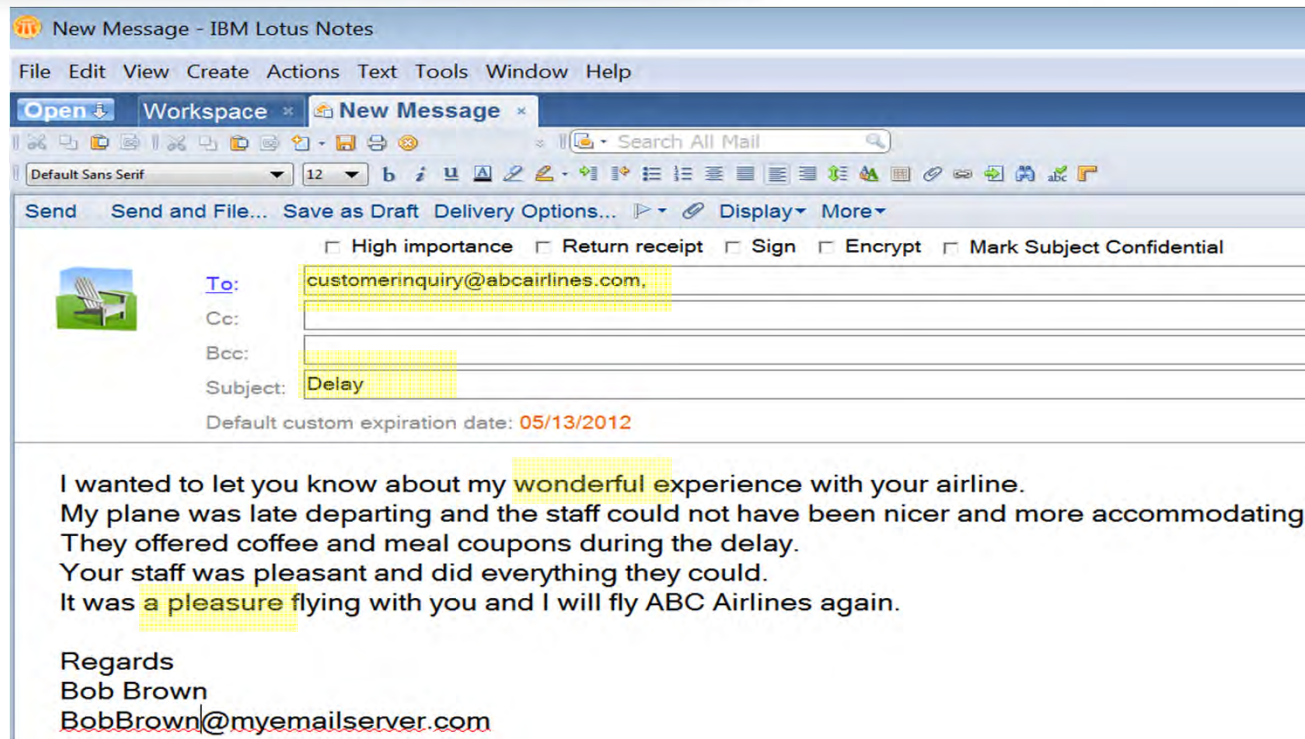 New Message - IBM Lotus Notes
File Edit View Create Actions Text Tools Window Help
Open Workspace × New Message ×
Search All Mail
Default Sans Serif 12 b i u A
Send Send and File... Save as Draft Delivery Options... Display More
High importance Return receipt Sign Encrypt Mark Subject Confidential
To: customerinquiry@abcairlines.com,
Cc:
Bcc:
Subject: Delay
Default custom expiration date: 05/13/2012
I wanted to let you know about my wonderful experience with your airline.
My plane was late departing and the staff could not have been nicer and more accommodating
They offered coffee and meal coupons during the delay.
Your staff was pleasant and did everything they could.
It was a pleasure flying with you and I will fly ABC Airlines again.
Regards
Bob Brown
BobBrown@myemailserver.com